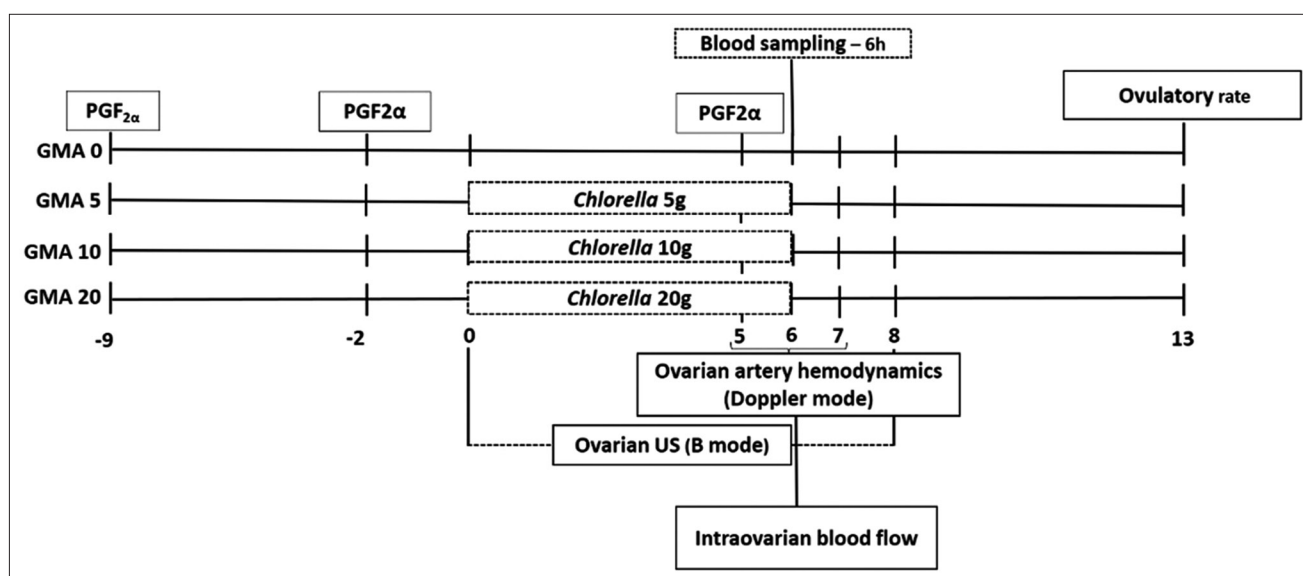 Blood sampling – 6h
Ovulatory rate
PGF₂α
PGF2α
PGF2α
GMA 0
GMA 5
Chlorella 5g
GMA 10
Chlorella 10g
GMA 20
Chlorella 20g
-9
-2
0
5
6
7
8
13
Ovarian artery hemodynamics
(Doppler mode)
Ovarian US (B mode)
Intraovarian blood flow